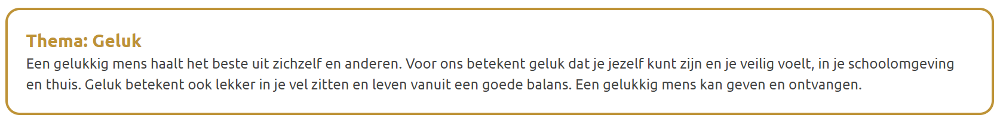 Thema: Geluk
Een gelukkig mens haalt het beste uit zichzelf en anderen. Voor ons betekent geluk dat je jezelf kunt zijn en je veilig voelt, in je schoolomgeving
en thuis. Geluk betekent ook lekker in je vel zitten en leven vanuit een goede balans. Een gelukkig mens kan geven en ontvangen.